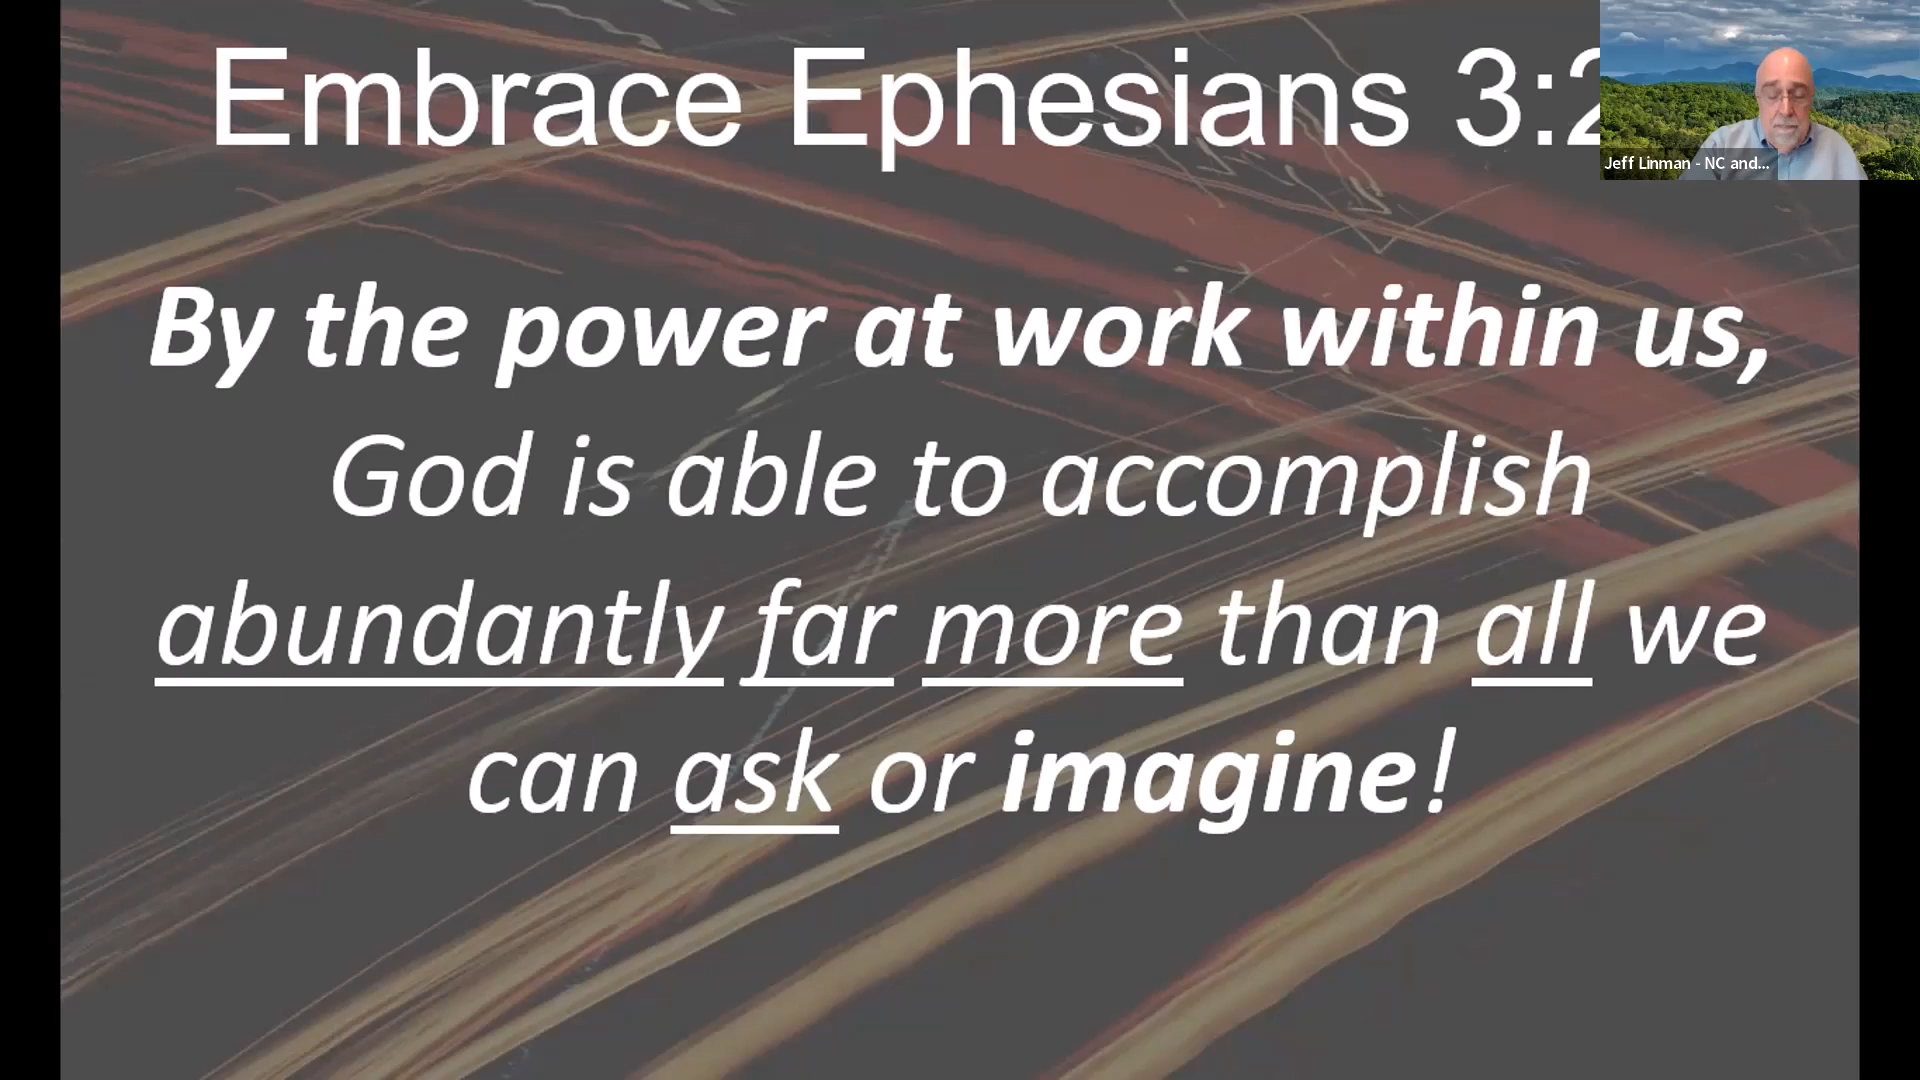 Embrace Ephesians 3:2
Jeff Linman - NC and...
By the power at work within us,
God is able to accomplish
abundantly far more than all we
can ask or imagine!